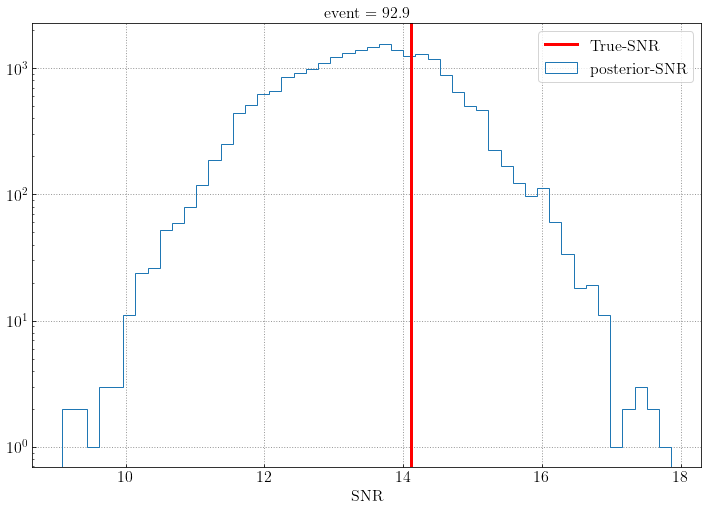 event = 92.9
True-SNR
posterior-SNR
10^3
10^2
10^1
10^0
10 12 14 16 18
SNR